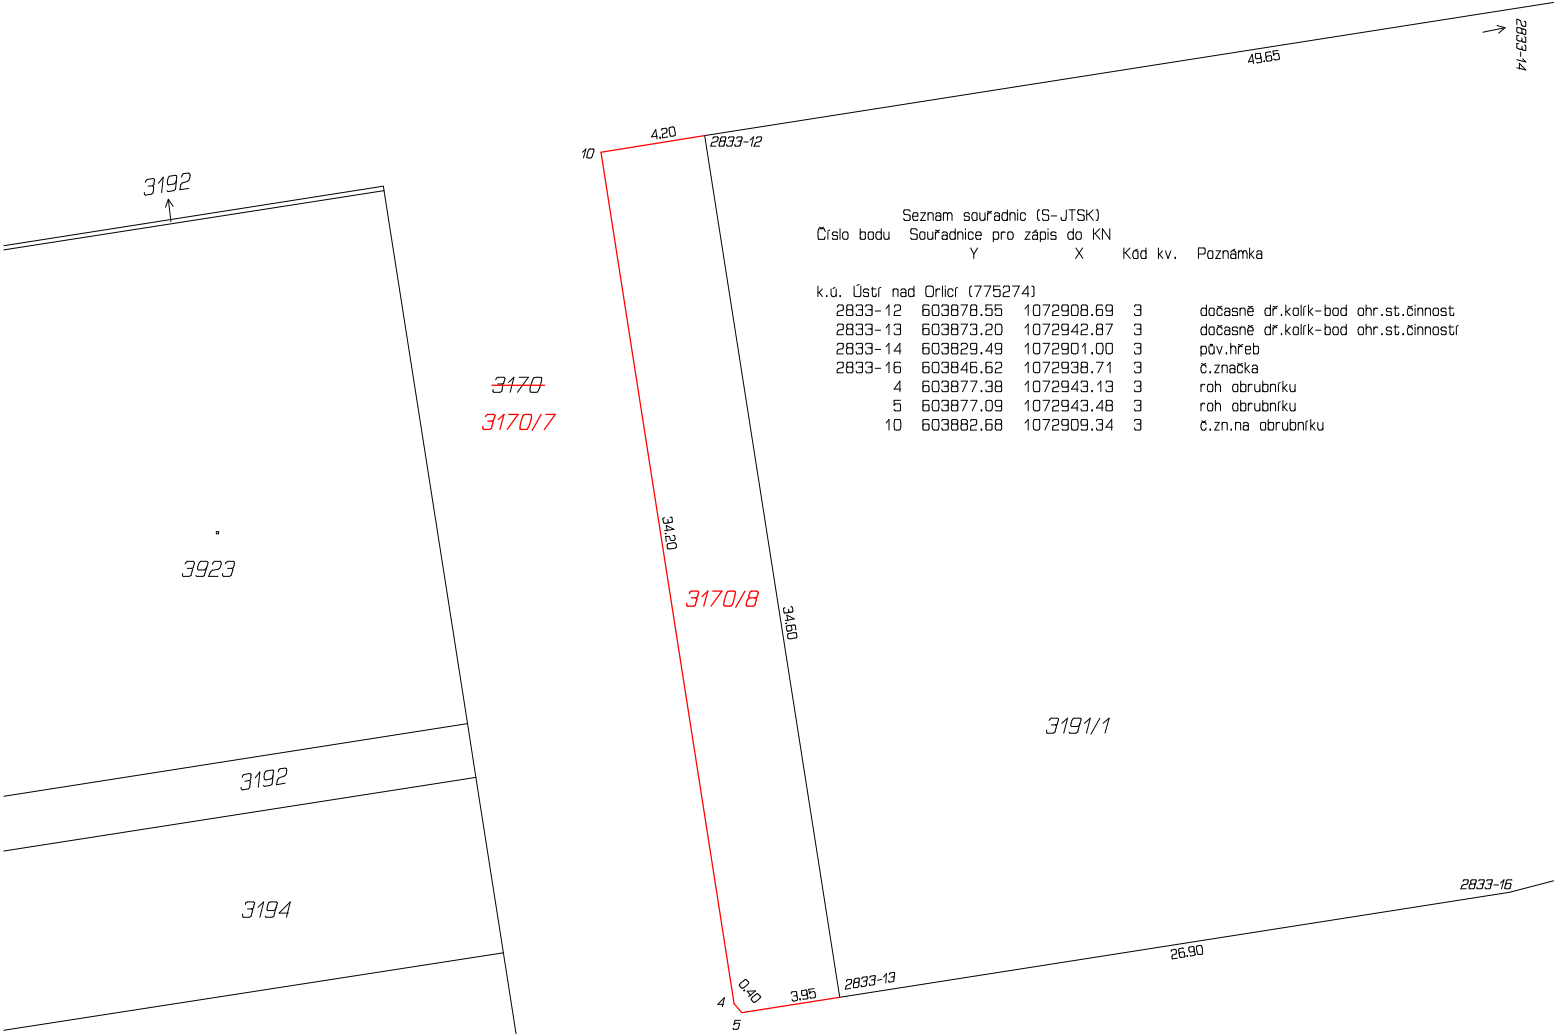 2833-14
49.65
4.20
10
2833-12
3192
Seznam souřadnic (S-JTSK)
Číslo bodu Souřadnice pro zápis do KN
Y X Kód kv. Poznámka
k.ú. Ústí nad Orlicí (775274)
2833-12 603878.55 1072908.69 3 dočasně dř.kolík-bod ohr.st.činnost
2833-13 603873.20 1072942.87 3 dočasně dř.kolík-bod ohr.st.činností
2833-14 603829.49 1072901.00 3 pův.hřeb
2833-16 603846.62 1072938.71 3 č.značka
4 603877.38 1072943.13 3 roh obrubníku
5 603877.09 1072943.48 3 roh obrubníku
10 603882.68 1072909.34 3 č.zn.na obrubníku
3170
3170/7
34.20
3923
3170/8
34.60
3191/1
3192
2833-16
3194
26.90
2833-13
0.40
3.95
4
5